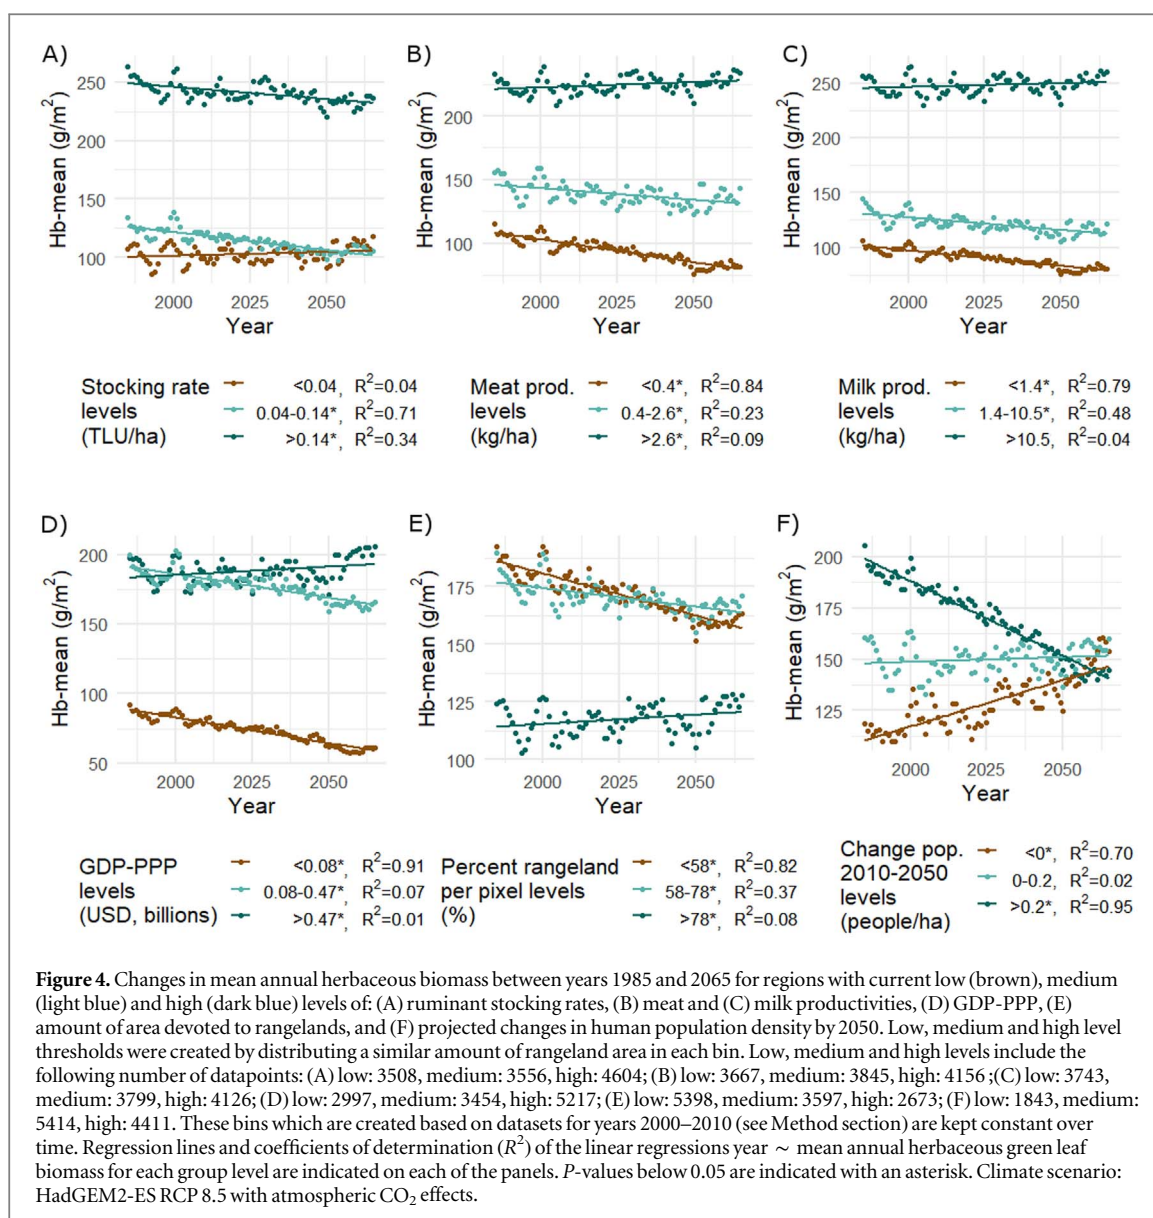 A)
Hb-mean (g/m²)
250
200
150
100
2000
2050
Year
B)
Hb-mean (g/m²)
200
150
100
2000
2050
Year
C)
Hb-mean (g/m²)
250
200
150
100
2000
2025
2050
Year
Stocking rate levels (TLU/ha)
<0.04, R²=0.04
0.04-0.14*, R²=0.71
>0.14*, R²=0.34
Meat prod. levels (kg/ha)
<0.4*, R²=0.84
0.4-2.6*, R²=0.23
>2.6*, R²=0.09
Milk prod. levels (kg/ha)
<1.4*, R²=0.79
1.4-10.5*, R²=0.48
>10.5, R²=0.04
D)
Hb-mean (g/m²)
200
150
100
50
2000
2050
Year
E)
Hb-mean (g/m²)
175
150
125
100
2000
2050
Year
F)
Hb-mean (g/m²)
200
175
150
125
2000
2025
2050
Year
GDP-PPP levels (USD, billions)
<0.08*, R²=0.91
0.08-0.47*, R²=0.07
>0.47*, R²=0.01
Percent rangeland per pixel levels (%)
<58*, R²=0.82
58-78*, R²=0.37
>78*, R²=0.08
Change pop. 2010-2050 levels (people/ha)
<0*, R²=0.70
0-0.2, R²=0.02
>0.2*, R²=0.95
Figure 4. Changes in mean annual herbaceous biomass between years 1985 and 2065 for regions with current low (brown), medium
(light blue) and high (dark blue) levels of: (A) ruminant stocking rates, (B) meat and (C) milk productivities, (D) GDP-PPP, (E)
amount of area devoted to rangelands, and (F) projected changes in human population density by 2050. Low, medium and high level
thresholds were created by distributing a similar amount of rangeland area in each bin. Low, medium and high levels include the
following number of datapoints: (A) low: 3508, medium: 3556, high: 4604; (B) low: 3667, medium: 3845, high: 4156 ;(C) low: 3743,
medium: 3799, high: 4126; (D) low: 2997, medium: 3454, high: 5217; (E) low: 5398, medium: 3597, high: 2673; (F) low: 1843, medium:
5414, high: 4411. These bins which are created based on datasets for years 2000–2010 (see Method section) are kept constant over
time. Regression lines and coefficients of determination (R²) of the linear regressions year ~ mean annual herbaceous green leaf
biomass for each group level are indicated on each of the panels. P-values below 0.05 are indicated with an asterisk. Climate scenario:
HadGEM2-ES RCP 8.5 with atmospheric CO₂ effects.